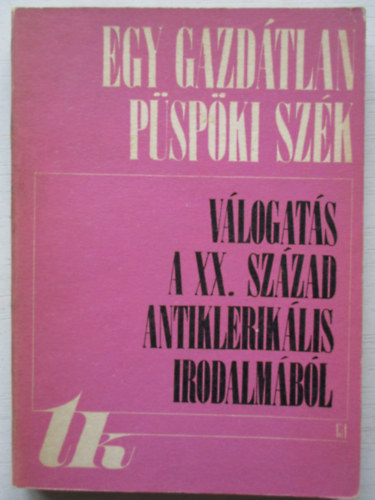 EGY GAZDÁTLAN
PÜSPÖKI SZÉK
VÁLOGATÁS
A XX. SZÁZAD
ANTIKLERIKÁLIS
IRODALMÁBÓL
tk